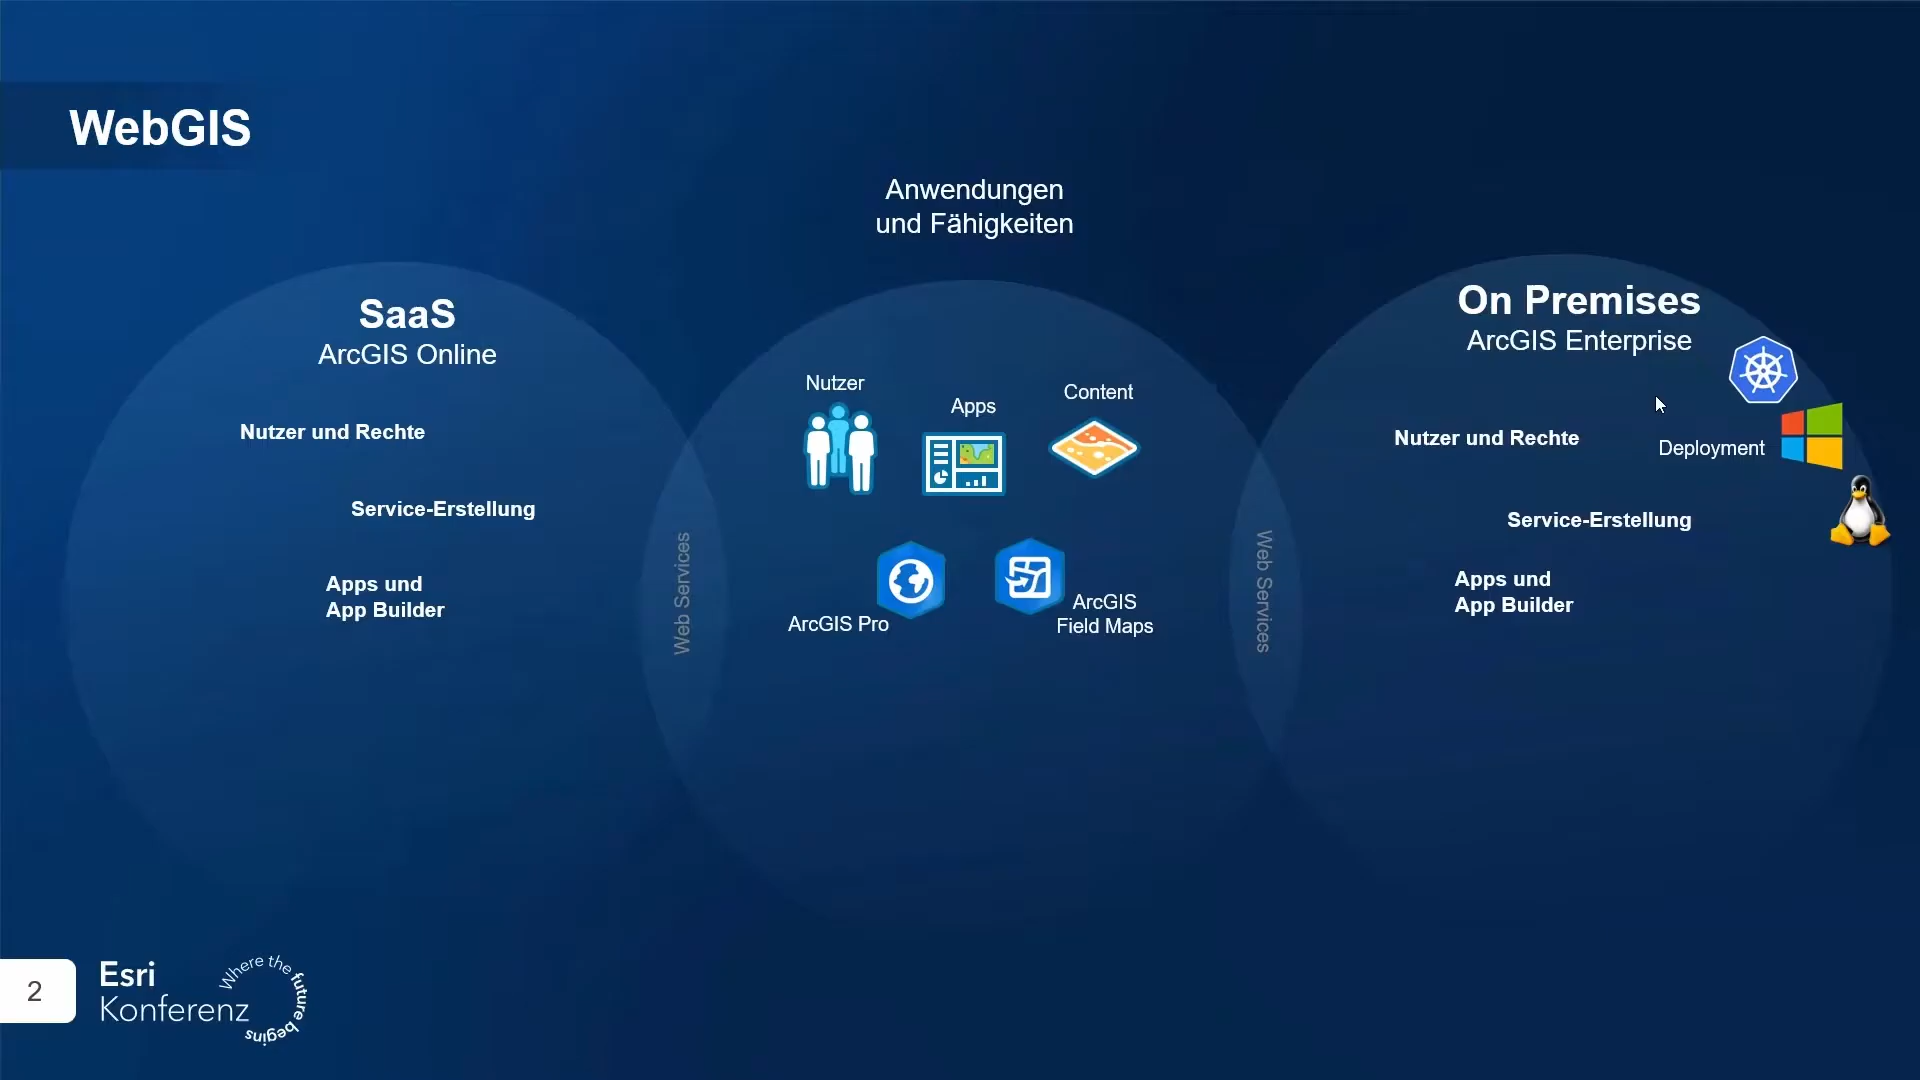 WebGIS
Anwendungen
und Fähigkeiten
SaaS
ArcGIS Online
Nutzer und Rechte
Service-Erstellung
Apps und
App Builder
Web Services
Nutzer
Apps
Content
ArcGIS Pro
ArcGIS
Field Maps
Web Services
On Premises
ArcGIS Enterprise
Nutzer und Rechte
Deployment
Service-Erstellung
Apps und
App Builder
2
Esri
Konferenz
Where the future begins